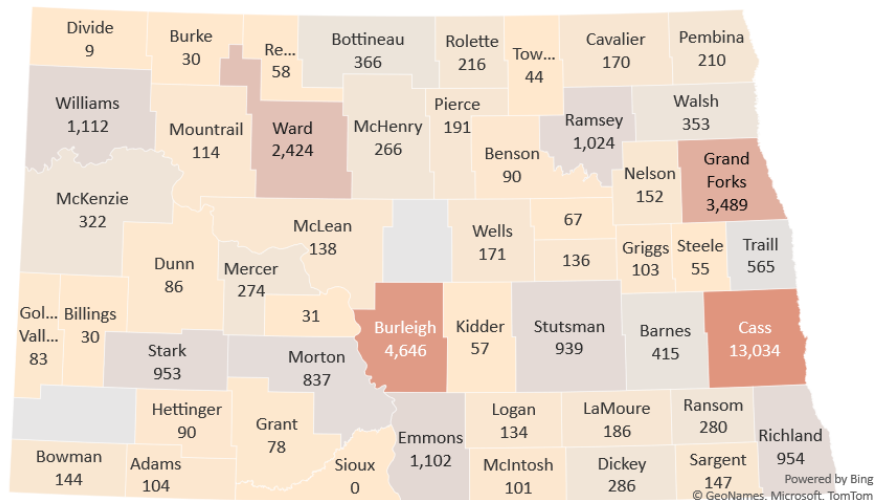 Divide
9
Burke
30
Re...
58
Bottineau
366
Rolette
216
Tow...
44
Cavalier
170
Pembina
210
Williams
1,112
Mountrail
114
Ward
2,424
McHenry
266
Pierce
191
Benson
90
Ramsey
1,024
Walsh
353
Nelson
152
Grand
Forks
3,489
McKenzie
322
McLean
138
Wells
171
67
136
Griggs
103
Steele
55
Traill
565
Dunn
86
Mercer
274
31
Gol...
Vall...
83
Billings
30
Stark
953
Morton
837
Burleigh
4,646
Kidder
57
Stutsman
939
Barnes
415
Cass
13,034
Hettinger
90
Grant
78
Emmons
1,102
Logan
134
LaMoure
186
Ransom
280
Richland
954
Bowman
144
Adams
104
Sioux
0
McIntosh
101
Dickey
286
Sargent
147
Powered by Bing
© GeoNames, Microsoft, TomTom